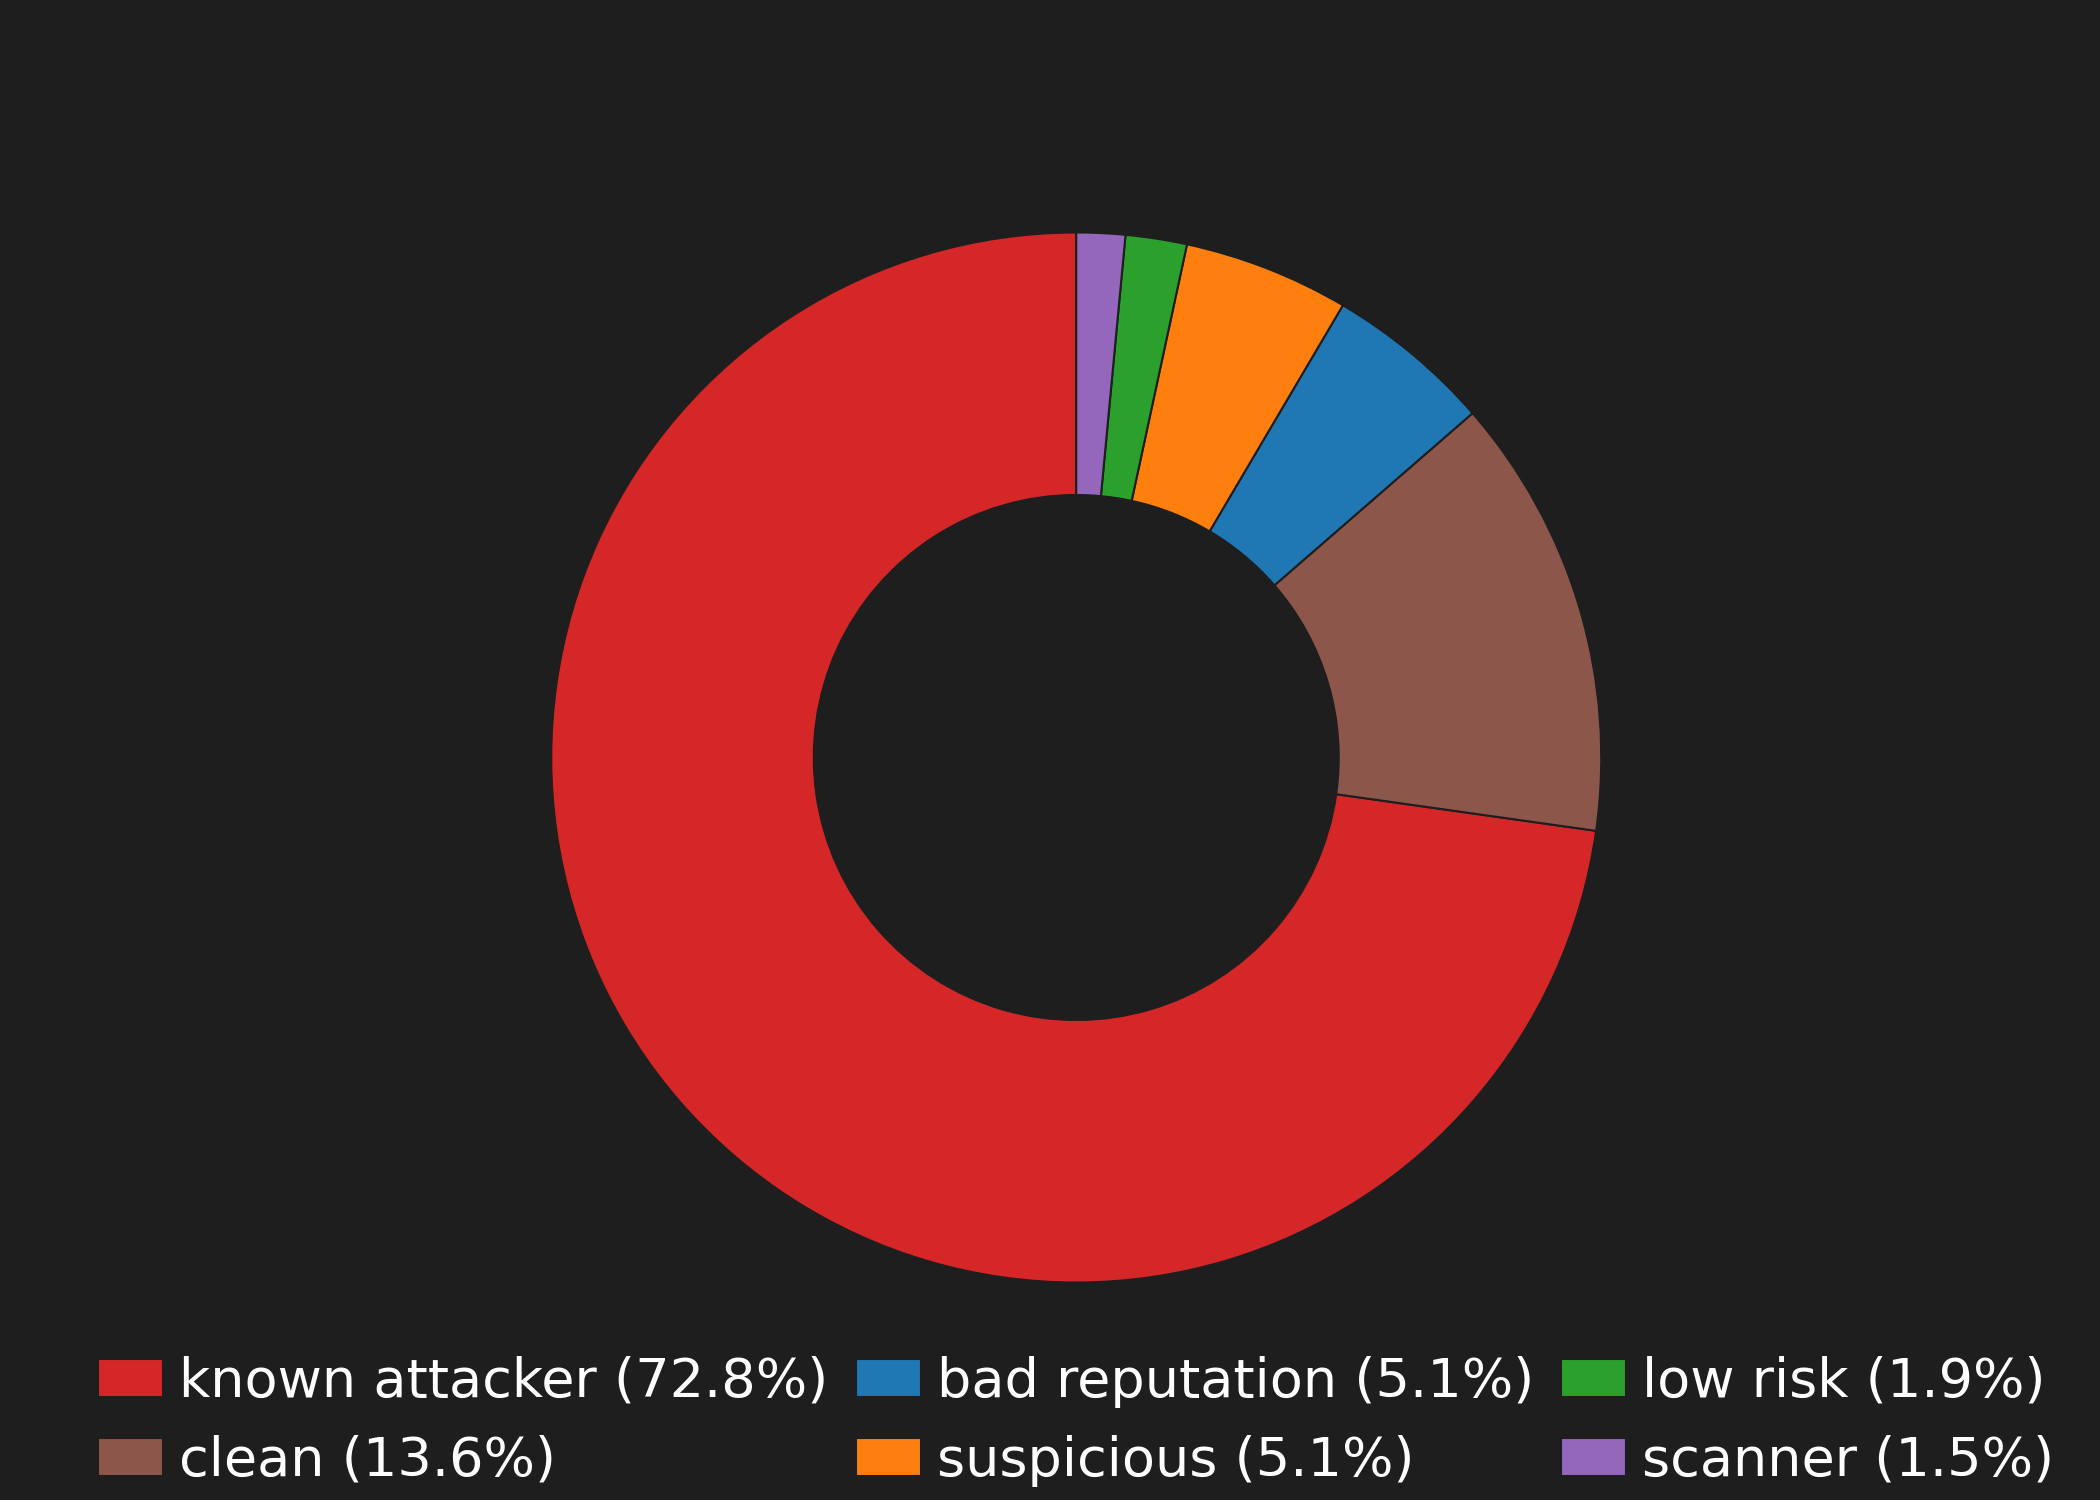 known attacker (72.8%) bad reputation (5.1%) low risk (1.9%)
clean (13.6%) suspicious (5.1%) scanner (1.5%)